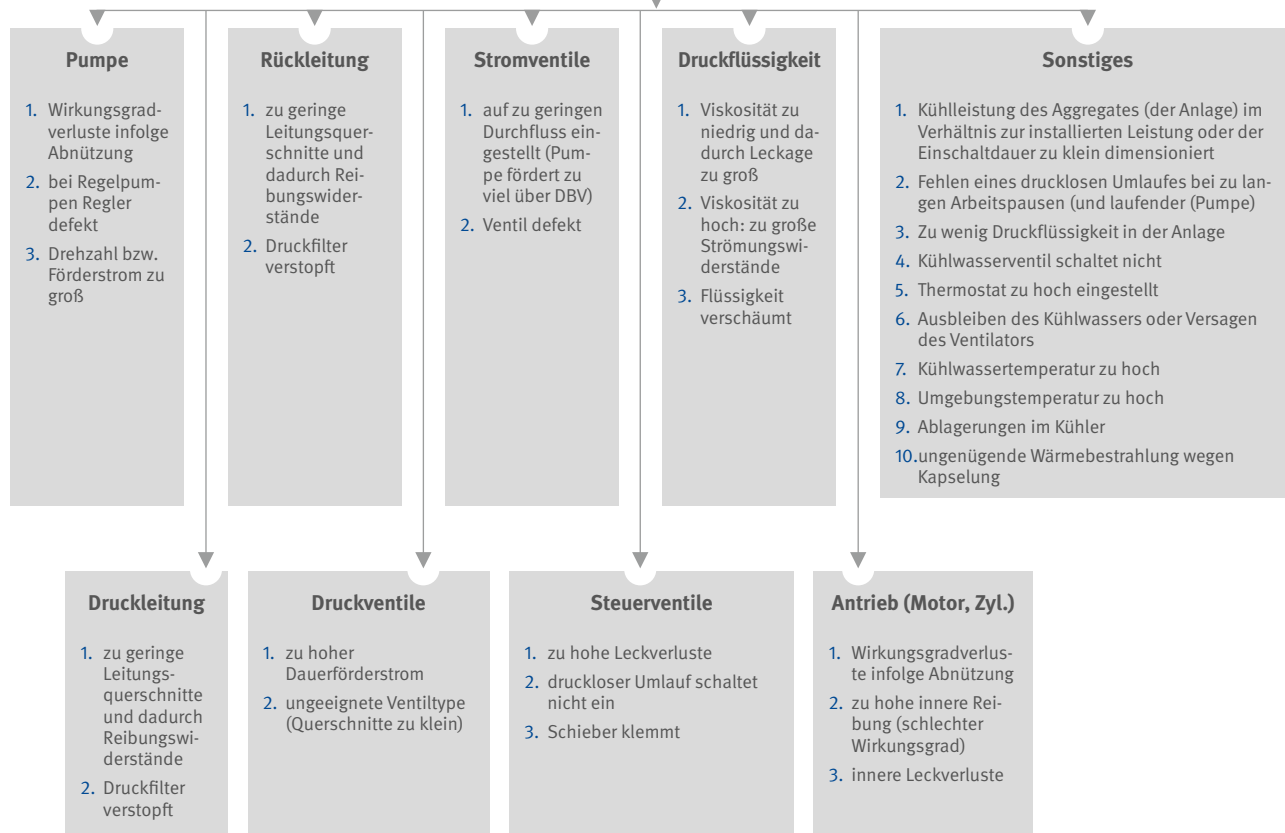 Pumpe
1. Wirkungsgrad-
verluste infolge
Abnützung
2. bei Regelpum-
pen Regler
defekt
3. Drehzahl bzw.
Förderstrom zu
groß
Rückleitung
1. zu geringe
Leitungsquer-
schnitte und
dadurch Rei-
bungswider-
stände
2. Druckfilter
verstopft
Stromventile
1. auf zu geringen
Durchfluss ein-
gestellt (Pum-
pe fördert zu
viel über DBV)
2. Ventil defekt
Druckflüssigkeit
1. Viskosität zu
niedrig und da-
durch Leckage
zu groß
2. Viskosität zu
hoch: zu große
Strömungswi-
derstände
3. Flüssigkeit
verschäumt
Sonstiges
1. Kühlleistung des Aggregates (der Anlage) im
Verhältnis zur installierten Leistung oder der
Einschaltdauer zu klein dimensioniert
2. Fehlen eines drucklosen Umlaufes bei zu lan-
gen Arbeitspausen (und laufender (Pumpe)
3. Zu wenig Druckflüssigkeit in der Anlage
4. Kühlwasserventil schaltet nicht
5. Thermostat zu hoch eingestellt
6. Ausbleiben des Kühlwassers oder Versagen
des Ventilators
7. Kühlwassertemperatur zu hoch
8. Umgebungstemperatur zu hoch
9. Ablagerungen im Kühler
10.ungenügende Wärmebestrahlung wegen
Kapselung
Druckleitung
1. zu geringe
Leitungs-
querschnitte
und dadurch
Reibungswi-
derstände
2. Druckfilter
verstopft
Druckventile
1. zu hoher
Dauerförderstrom
2. ungeeignete Ventiltype
(Querschnitte zu klein)
Steuerventile
1. zu hohe Leckverluste
2. druckloser Umlauf schaltet
nicht ein
3. Schieber klemmt
Antrieb (Motor, Zyl.)
1. Wirkungsgradverlus-
te infolge Abnützung
2. zu hohe innere Rei-
bung (schlechter
Wirkungsgrad)
3. innere Leckverluste